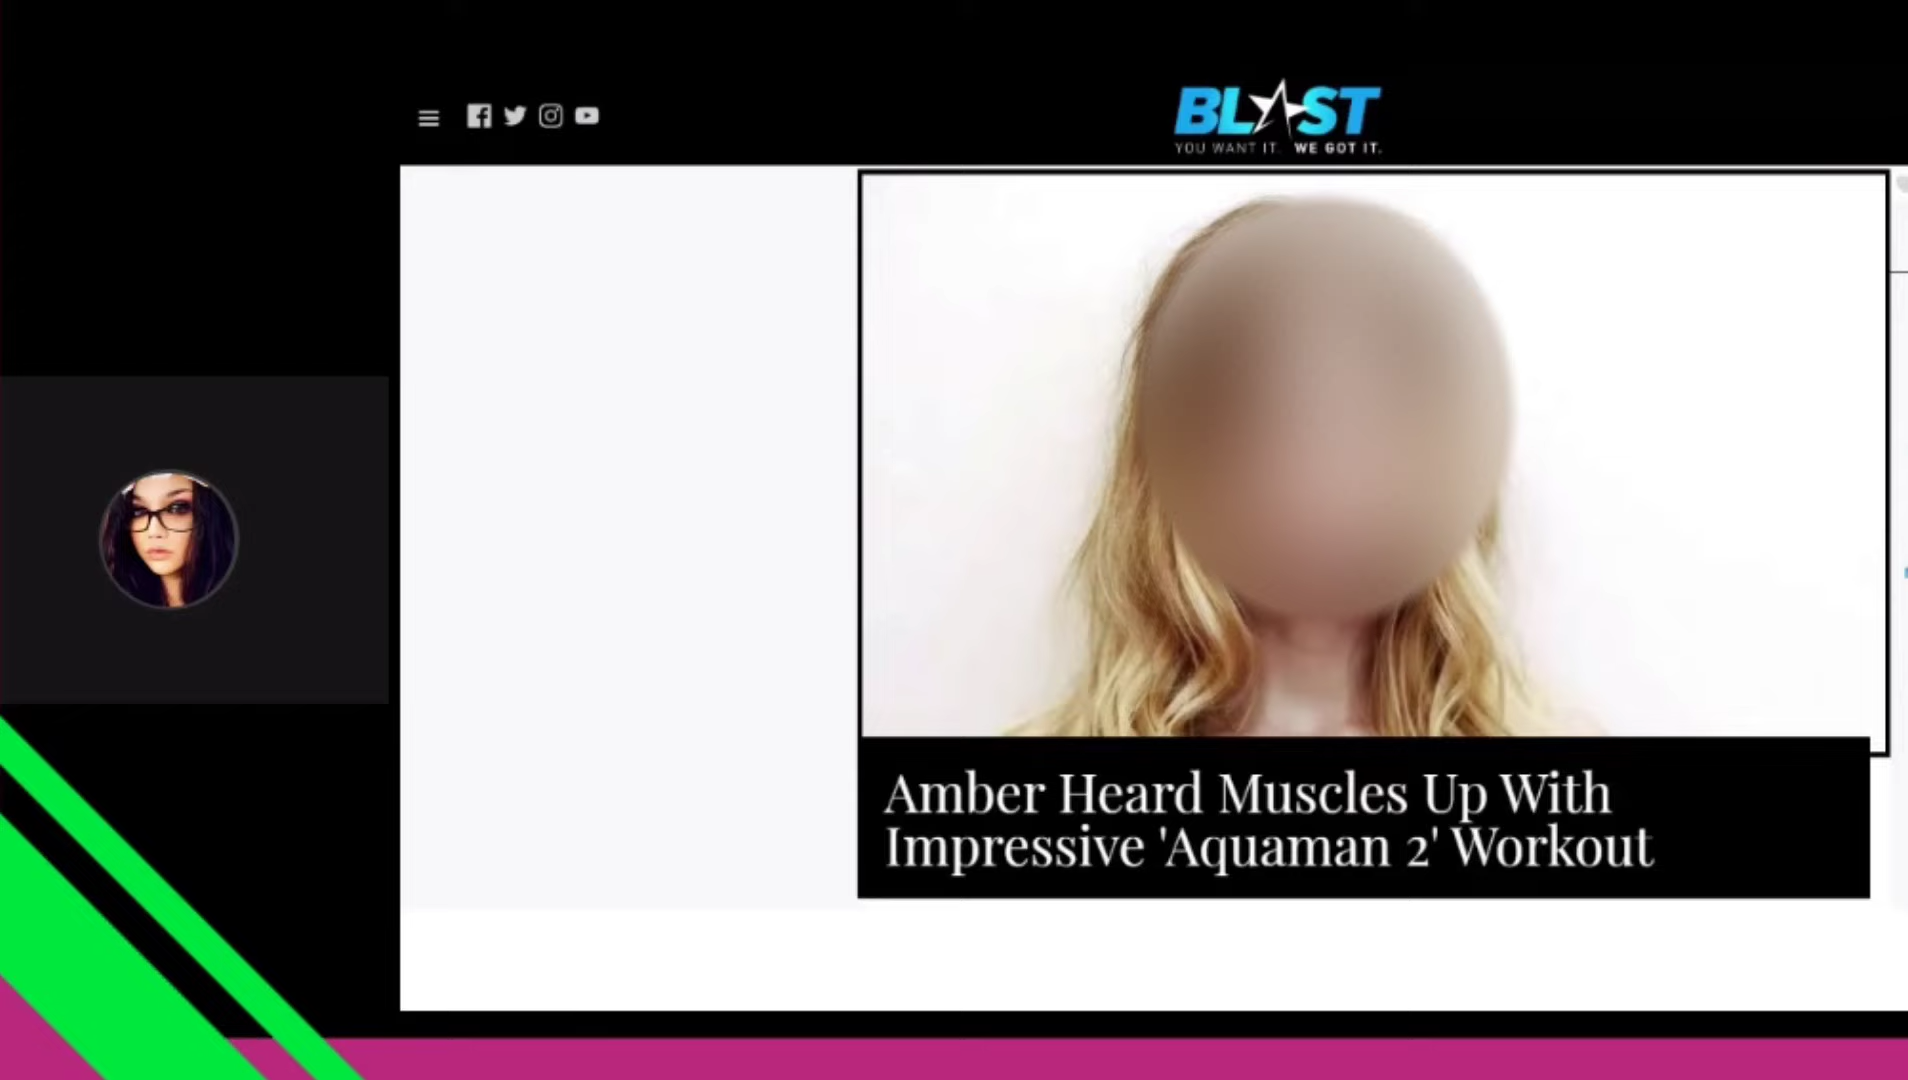 BLAST
YOU WANT IT. WE GOT IT.
Amber Heard Muscles Up With
Impressive 'Aquaman 2' Workout